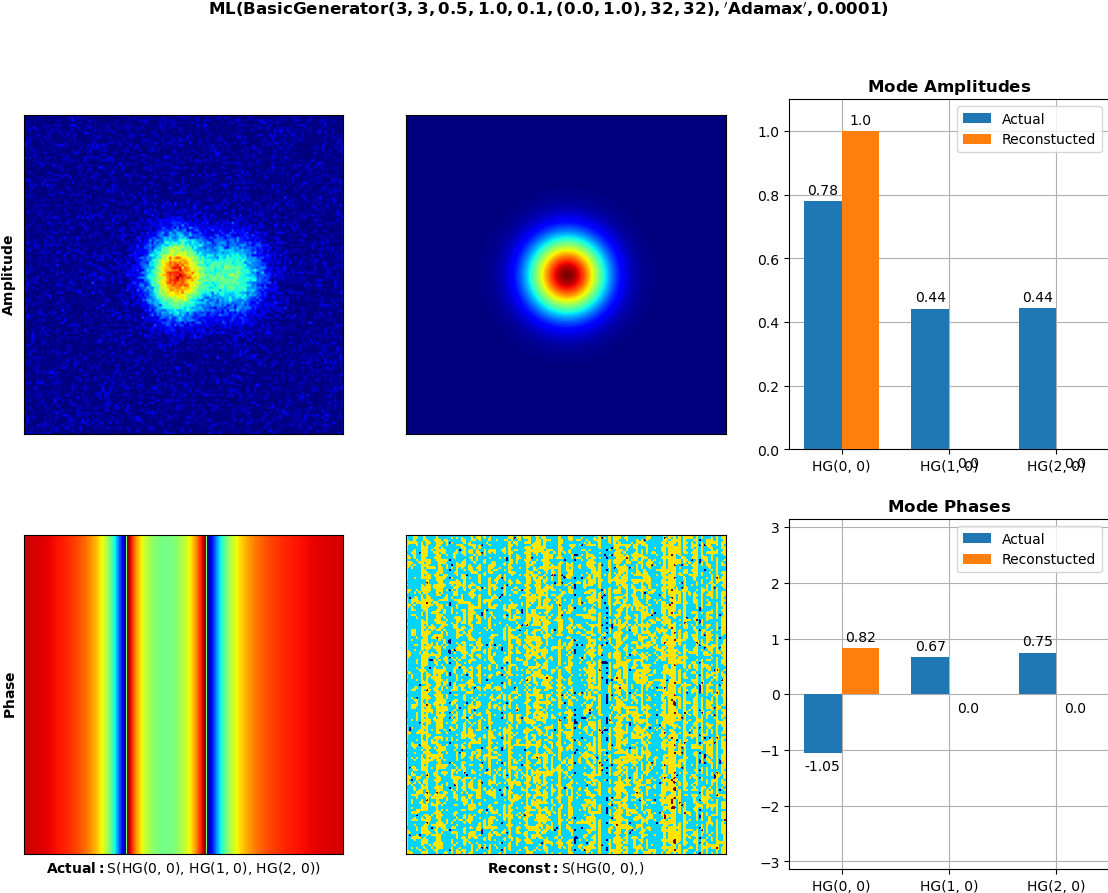 ML(BasicGenerator(3, 3, 0.5, 1.0, 0.1, (0.0, 1.0), 32, 32), 'Adamax', 0.0001)
Amplitude
Mode Amplitudes
Actual
Reconstucted
1.0
0.8
0.6
0.4
0.2
0.0
0.78
1.0
0.44
0.0
0.44
0.0
HG(0, 0)
HG(1, 0)
HG(2, 0)
Phase
Actual: S(HG(0, 0), HG(1, 0), HG(2, 0))
Reconst: S(HG(0, 0),)
Mode Phases
Actual
Reconstucted
3
2
1
0
−1
−2
−3
-1.05
0.82
0.67
0.0
0.75
0.0
HG(0, 0)
HG(1, 0)
HG(2, 0)